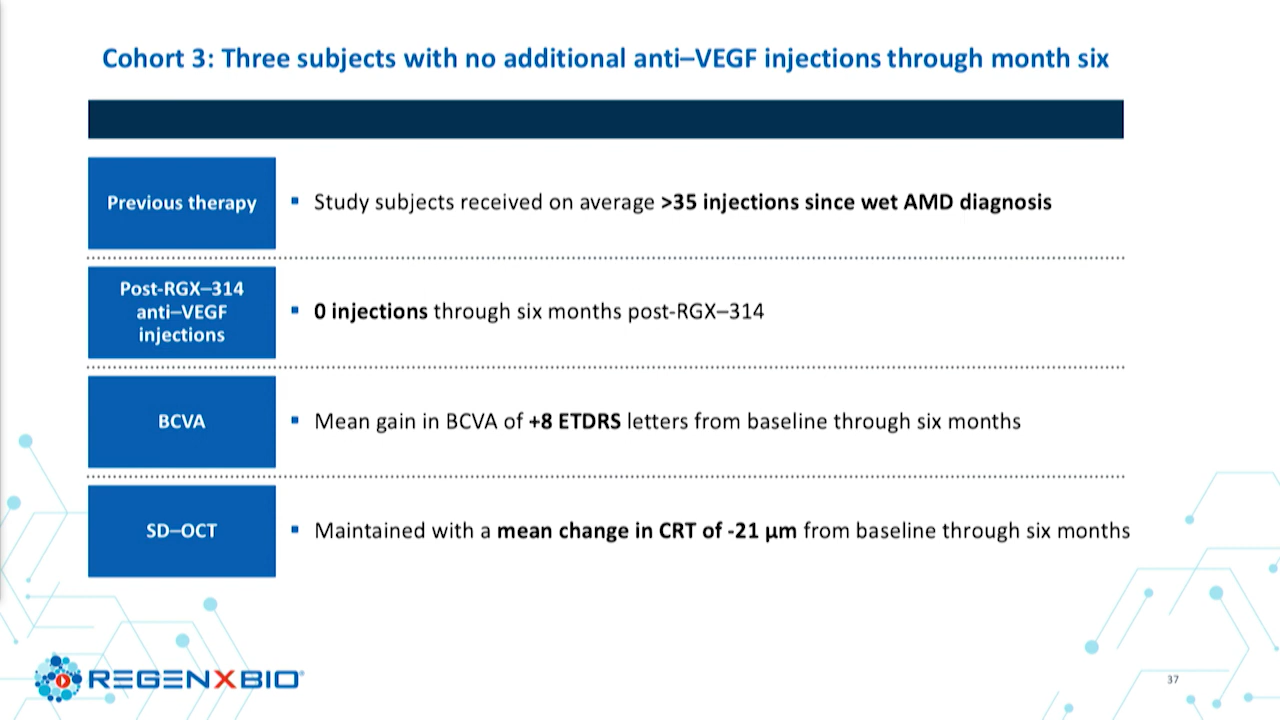 Cohort 3: Three subjects with no additional anti–VEGF injections through month six
Previous therapy
▪ Study subjects received on average >35 injections since wet AMD diagnosis
Post-RGX–314
anti–VEGF
injections
▪ 0 injections through six months post-RGX–314
BCVA
▪ Mean gain in BCVA of +8 ETDRS letters from baseline through six months
SD–OCT
▪ Maintained with a mean change in CRT of -21 µm from baseline through six months
REGENXBIO
37